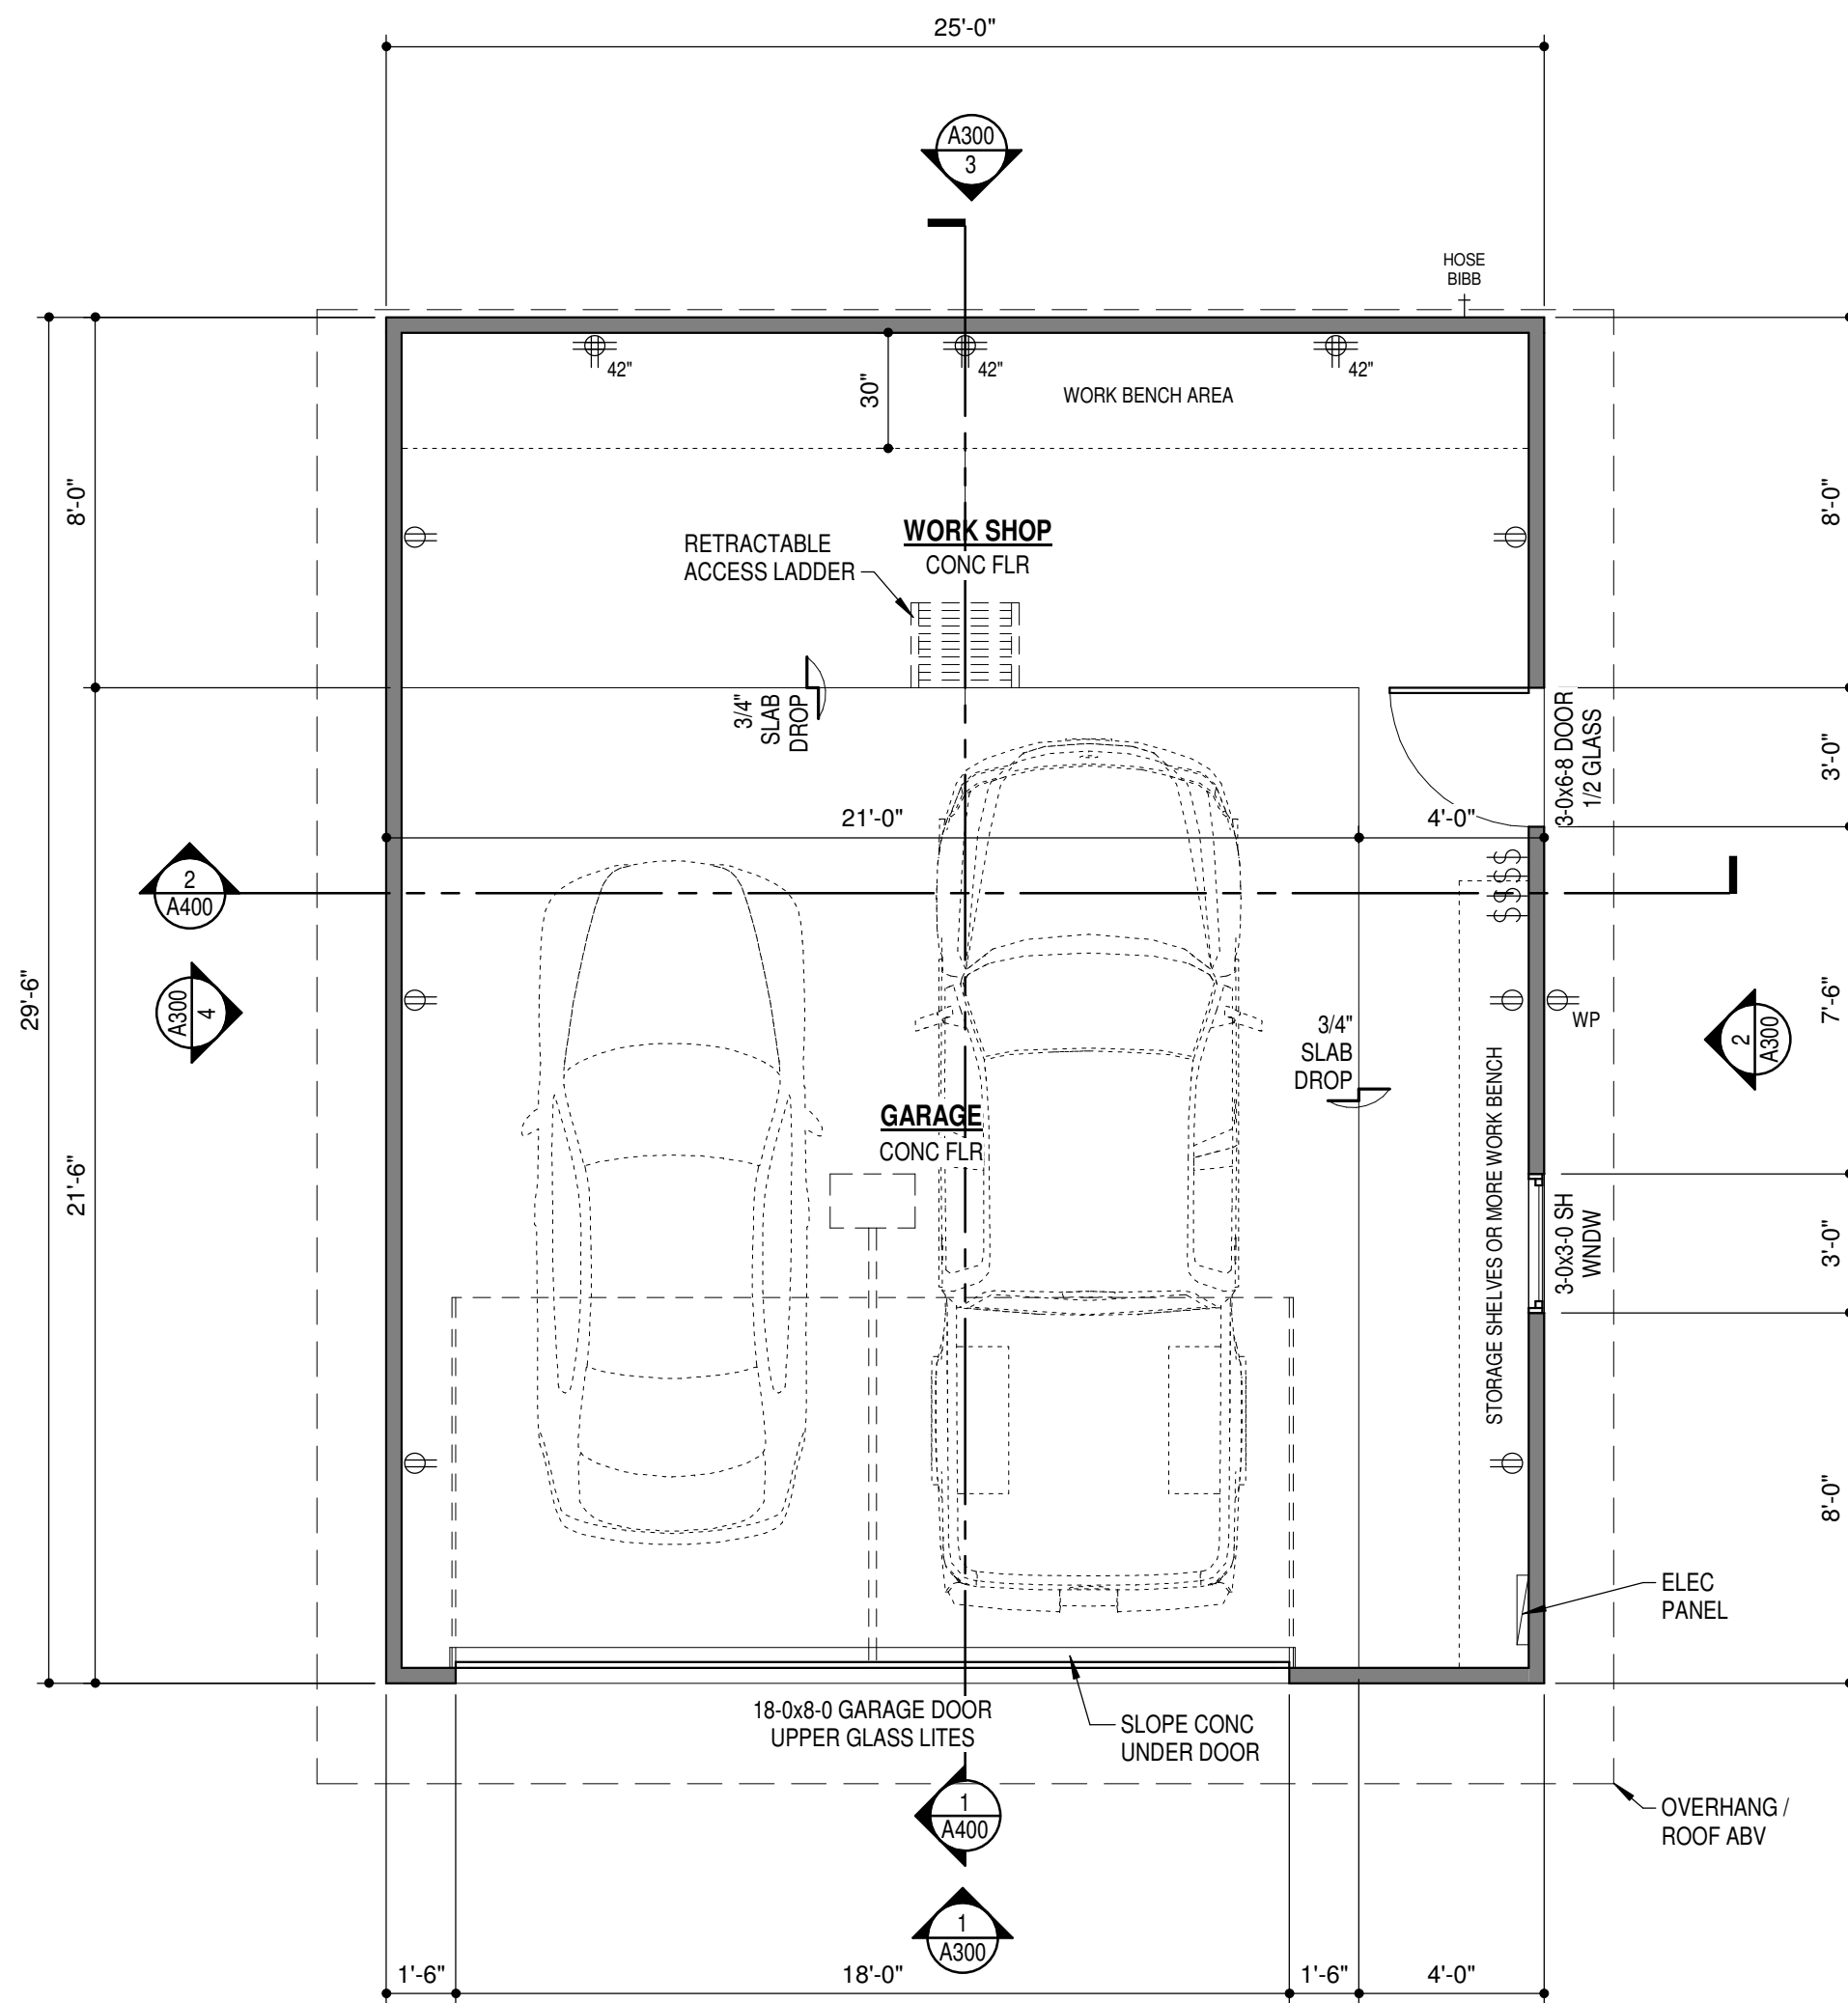 25'-0"
A300
3
HOSE
BIBB
42"
42"
42"
30"
WORK BENCH AREA
8'-0"
8'-0"
WORK SHOP
CONC FLR
RETRACTABLE
ACCESS LADDER
3/4"
SLAB
DROP
3-0x6-8 DOOR
1/2 GLASS
3'-0"
21'-0"
4'-0"
2
A400
SSSS
29'-6"
A300
4
7'-6"
WP
2
A300
3/4"
SLAB
DROP
GARAGE
CONC FLR
21'-6"
STORAGE SHELVES OR MORE WORK BENCH
3-0x3-0 SH
WNDW
3'-0"
8'-0"
ELEC
PANEL
18-0x8-0 GARAGE DOOR
UPPER GLASS LITES
SLOPE CONC
UNDER DOOR
1
A400
OVERHANG /
ROOF ABV
1
A300
1'-6"
18'-0"
1'-6"
4'-0"